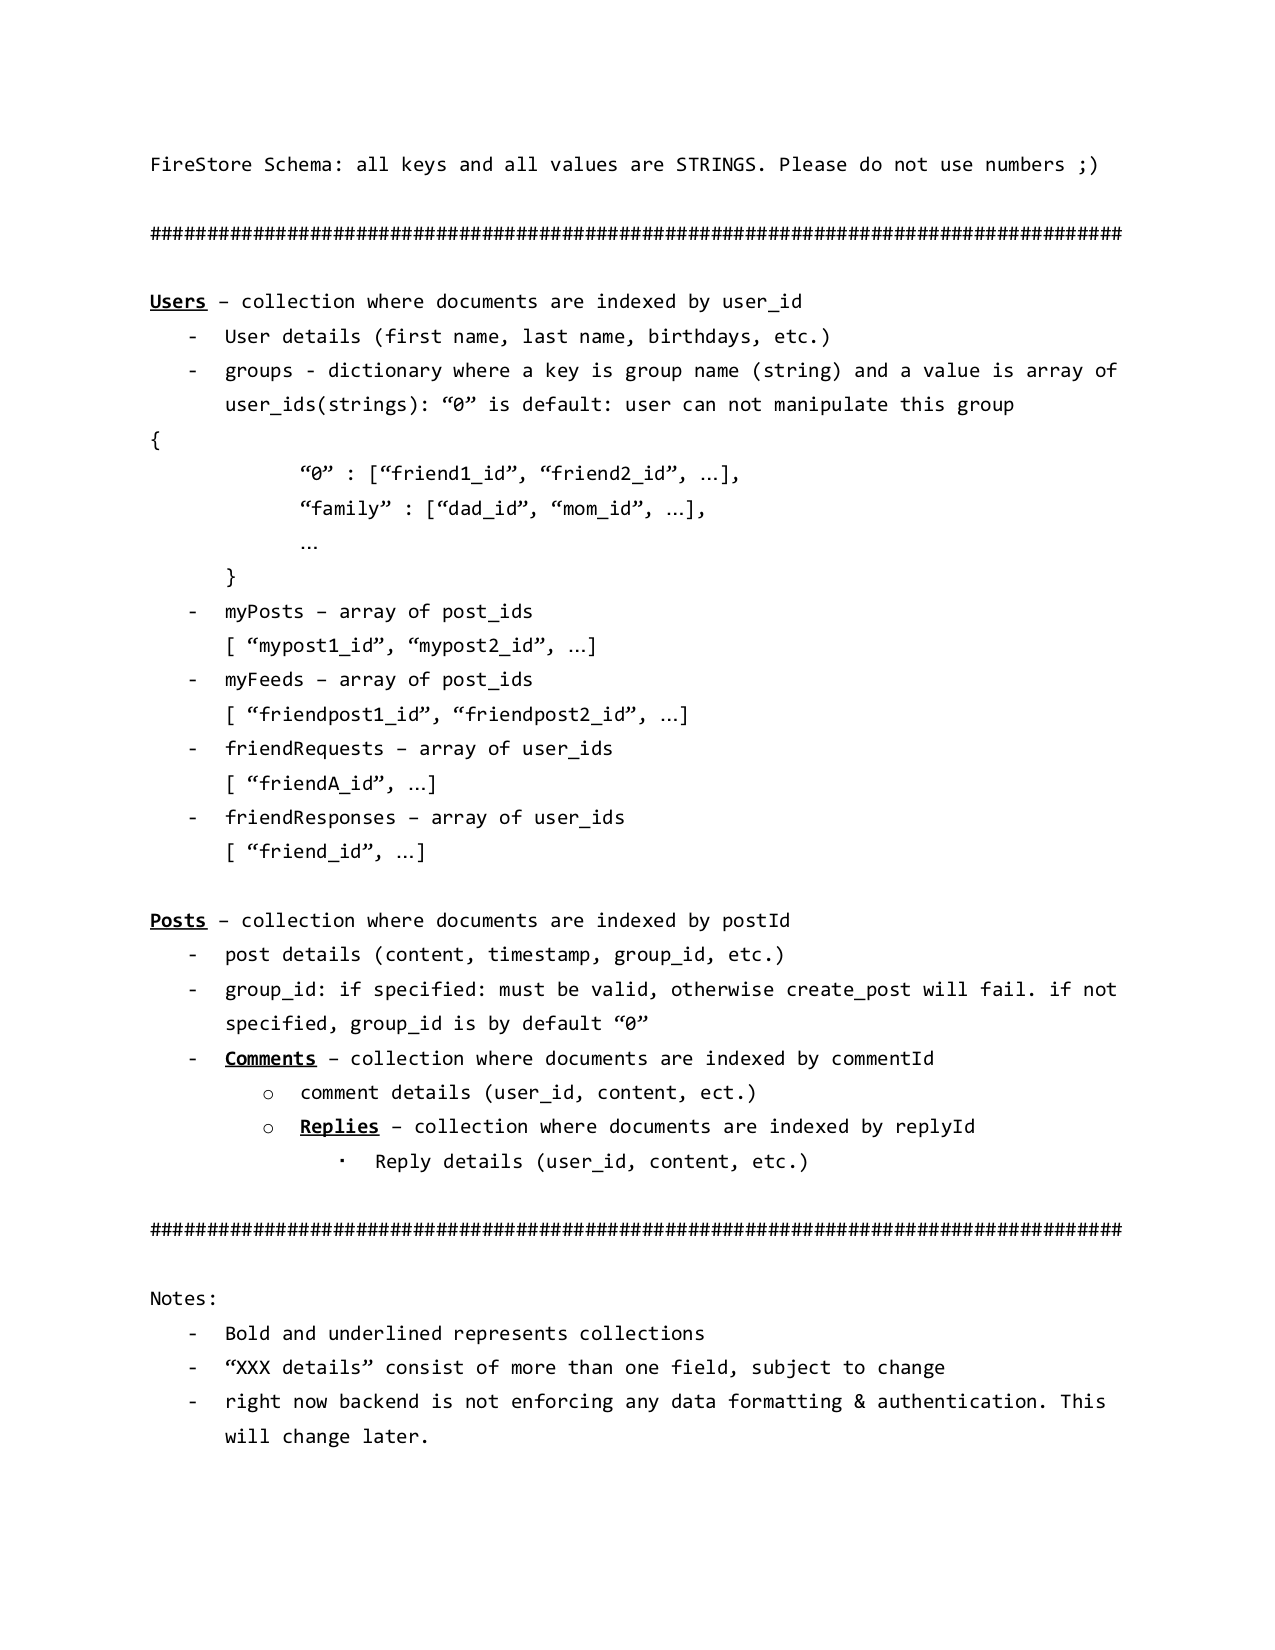 FireStore Schema: all keys and all values are STRINGS. Please do not use numbers ;)
#####################################################################################
Users – collection where documents are indexed by user_id
- User details (first name, last name, birthdays, etc.)
- groups - dictionary where a key is group name (string) and a value is array of
user_ids(strings): “0” is default: user can not manipulate this group
{
“0” : [“friend1_id”, “friend2_id”, …],
“family” : [“dad_id”, “mom_id”, …],
…
}
- myPosts – array of post_ids
[ “mypost1_id”, “mypost2_id”, …]
- myFeeds – array of post_ids
[ “friendpost1_id”, “friendpost2_id”, …]
- friendRequests – array of user_ids
[ “friendA_id”, …]
- friendResponses – array of user_ids
[ “friend_id”, …]
Posts – collection where documents are indexed by postId
- post details (content, timestamp, group_id, etc.)
- group_id: if specified: must be valid, otherwise create_post will fail. if not
specified, group_id is by default “0”
- Comments – collection where documents are indexed by commentId
o comment details (user_id, content, ect.)
o Replies – collection where documents are indexed by replyId
▪ Reply details (user_id, content, etc.)
#####################################################################################
Notes:
- Bold and underlined represents collections
- “XXX details” consist of more than one field, subject to change
- right now backend is not enforcing any data formatting & authentication. This
will change later.